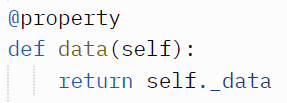 @property
def data(self):
    return self._data